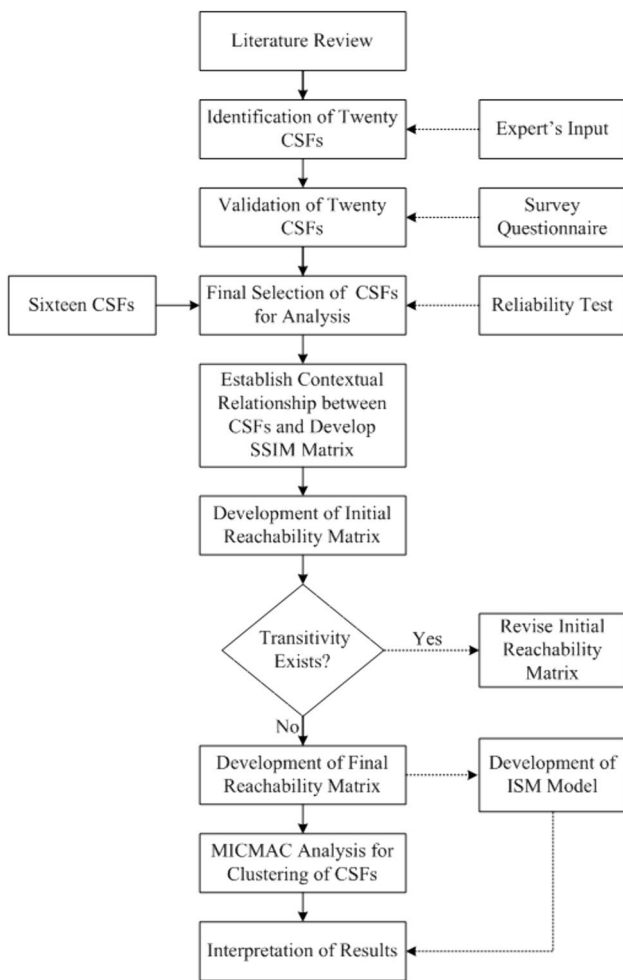 Literature Review
Identification of Twenty
CSFs
Expert's Input
Validation of Twenty
CSFs
Survey
Questionnaire
Sixteen CSFs
Final Selection of CSFs
for Analysis
Reliability Test
Establish Contextual
Relationship between
CSFs and Develop
SSIM Matrix
Development of Initial
Reachability Matrix
Transitivity
Exists?
Yes
Revise Initial
Reachability
Matrix
No
Development of Final
Reachability Matrix
Development of
ISM Model
MICMAC Analysis for
Clustering of CSFs
Interpretation of Results